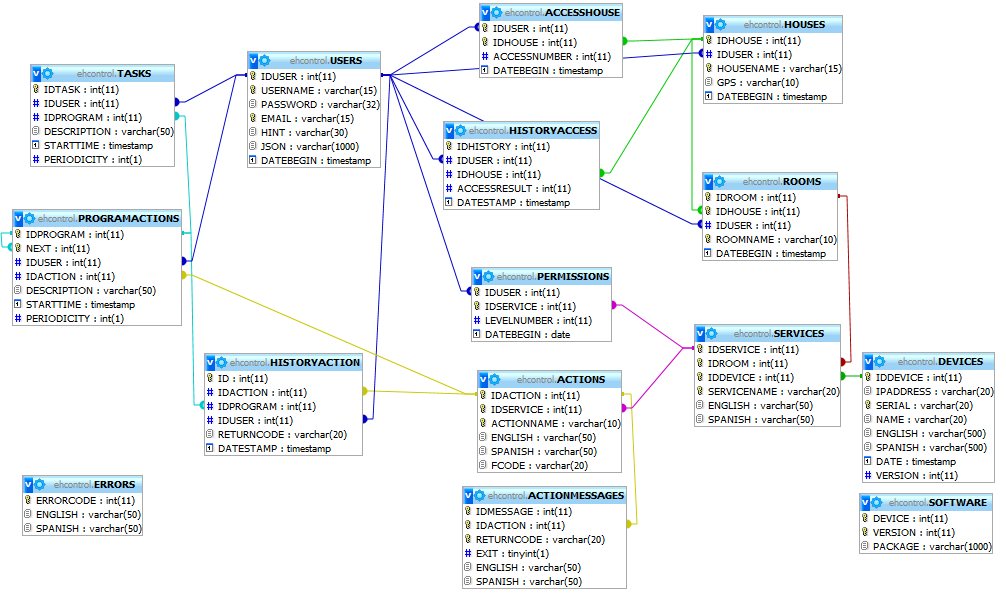 ehcontrol.ACCESSHOUSE
IDUSER : int(11)
IDHOUSE : int(11)
ACCESSNUMBER : int(11)
DATEBEGIN : timestamp
ehcontrol.HOUSES
IDHOUSE : int(11)
IDUSER : int(11)
HOUSENAME : varchar(15)
GPS : varchar(10)
DATEBEGIN : timestamp
ehcontrol.USERS
IDUSER : int(11)
USERNAME : varchar(15)
PASSWORD : varchar(32)
EMAIL : varchar(15)
HINT : varchar(30)
JSON : varchar(1000)
DATEBEGIN : timestamp
ehcontrol.TASKS
IDTASK : int(11)
IDUSER : int(11)
IDPROGRAM : int(11)
DESCRIPTION : varchar(50)
STARTTIME : timestamp
PERIODICITY : int(1)
ehcontrol.HISTORYACCESS
IDHISTORY : int(11)
IDUSER : int(11)
IDHOUSE : int(11)
ACCESSRESULT : int(11)
DATESTAMP : timestamp
ehcontrol.ROOMS
IDROOM : int(11)
IDHOUSE : int(11)
IDUSER : int(11)
ROOMNAME : varchar(10)
DATEBEGIN : timestamp
ehcontrol.PROGRAMACTIONS
IDPROGRAM : int(11)
NEXT : int(11)
IDUSER : int(11)
IDACTION : int(11)
DESCRIPTION : varchar(50)
STARTTIME : timestamp
PERIODICITY : int(1)
ehcontrol.PERMISSIONS
IDUSER : int(11)
IDSERVICE : int(11)
LEVELNUMBER : int(11)
DATEBEGIN : date
ehcontrol.SERVICES
IDSERVICE : int(11)
IDROOM : int(11)
IDDEVICE : int(11)
SERVICENAME : varchar(20)
ENGLISH : varchar(50)
SPANISH : varchar(50)
ehcontrol.HISTORYACTION
ID : int(11)
IDACTION : int(11)
IDPROGRAM : int(11)
IDUSER : int(11)
RETURNCODE : varchar(20)
DATESTAMP : timestamp
ehcontrol.DEVICES
IDDEVICE : int(11)
IPADDRESS : varchar(20)
SERIAL : varchar(20)
NAME : varchar(20)
ENGLISH : varchar(500)
SPANISH : varchar(500)
DATE : timestamp
VERSION : int(11)
ehcontrol.ACTIONS
IDACTION : int(11)
IDSERVICE : int(11)
ACTIONNAME : varchar(10)
ENGLISH : varchar(50)
SPANISH : varchar(50)
FCODE : varchar(20)
ehcontrol.ERRORS
ERRORCODE : int(11)
ENGLISH : varchar(50)
SPANISH : varchar(50)
ehcontrol.ACTIONMESSAGES
IDMESSAGE : int(11)
IDACTION : int(11)
RETURNCODE : varchar(20)
EXIT : tinyint(1)
ENGLISH : varchar(50)
SPANISH : varchar(50)
ehcontrol.SOFTWARE
DEVICE : int(11)
VERSION : int(11)
PACKAGE : varchar(1000)